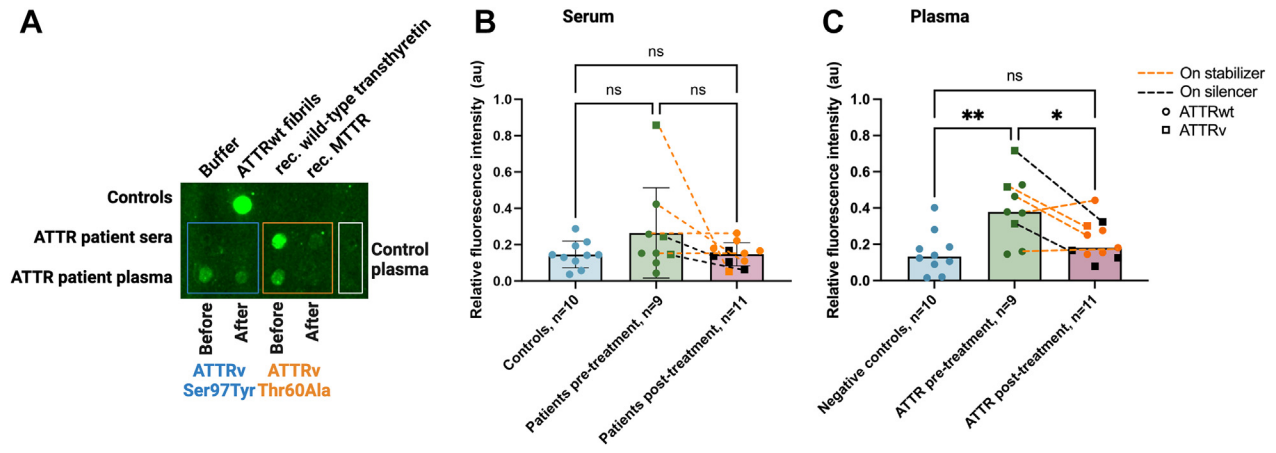 A
Buffer
ATTRwt fibrils
rec. wild-type transthyretin
rec. MTTR
Controls
ATTR patient sera
ATTR patient plasma
Control
plasma
Before
After
Before
After
ATTRv
Ser97Tyr
ATTRv
Thr60Ala
B
Serum
ns
ns
ns
Relative fluorescence intensity (au)
1.0
0.8
0.6
0.4
0.2
0.0
Controls, n=10
Patients pre-treatment, n=9
Patients post-treatment, n=11
C
Plasma
ns
**
*
Relative fluorescence intensity (au)
1.0
0.8
0.6
0.4
0.2
0.0
Negative controls, n=10
ATTR pre-treatment, n=9
ATTR post-treatment, n=11
On stabilizer
On silencer
ATTRwt
ATTRv